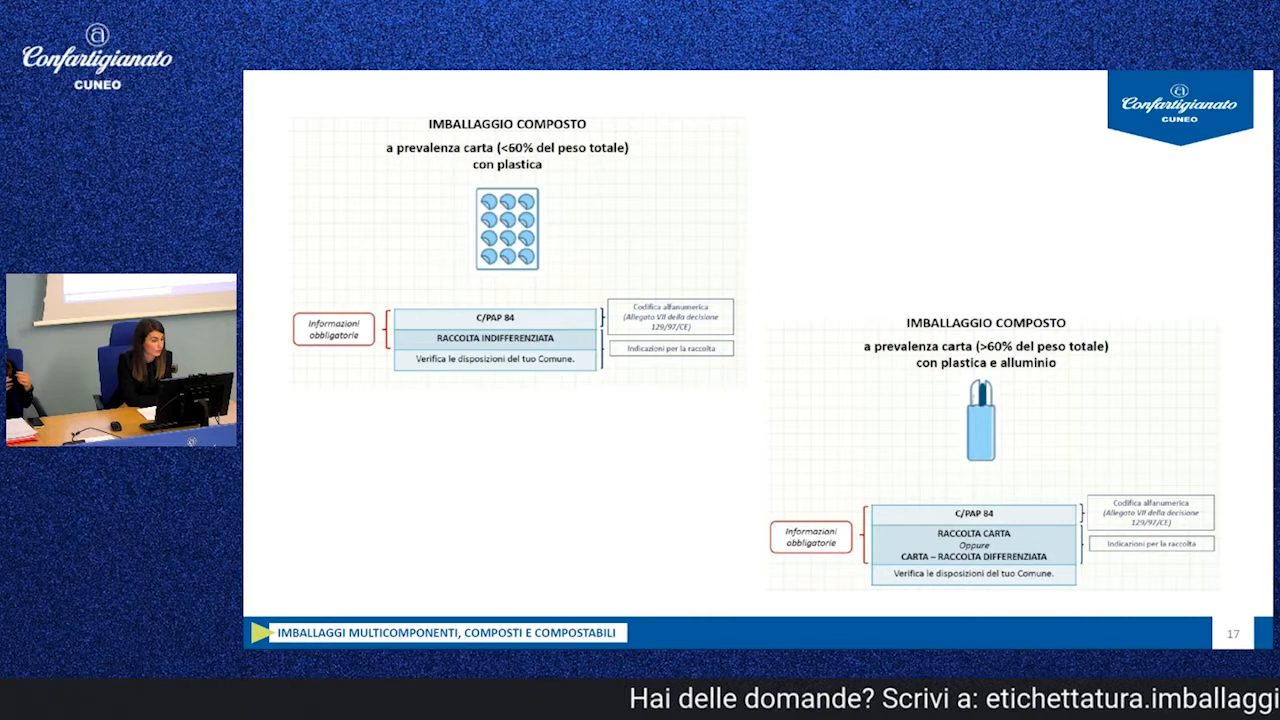 Confartigianato
CUNEO
Confartigianato
CUNEO
IMBALLAGGIO COMPOSTO
a prevalenza carta (<60% del peso totale)
con plastica
Informazioni
obbligatorie
C/PAP 84
RACCOLTA INDIFFERENZIATA
Verifica le disposizioni del tuo Comune.
Codifica alfanumerica
(Allegato VII della decisione
129/97/CE)
Indicazioni per la raccolta
IMBALLAGGIO COMPOSTO
a prevalenza carta (>60% del peso totale)
con plastica e alluminio
Informazioni
obbligatorie
C/PAP 84
RACCOLTA CARTA
Oppure
CARTA – RACCOLTA DIFFERENZIATA
Verifica le disposizioni del tuo Comune.
Codifica alfanumerica
(Allegato VII della decisione
129/97/CE)
Indicazioni per la raccolta
IMBALLAGGI MULTICOMPONENTI, COMPOSTI E COMPOSTABILI
17
Hai delle domande? Scrivi a: etichettatura.imballaggi